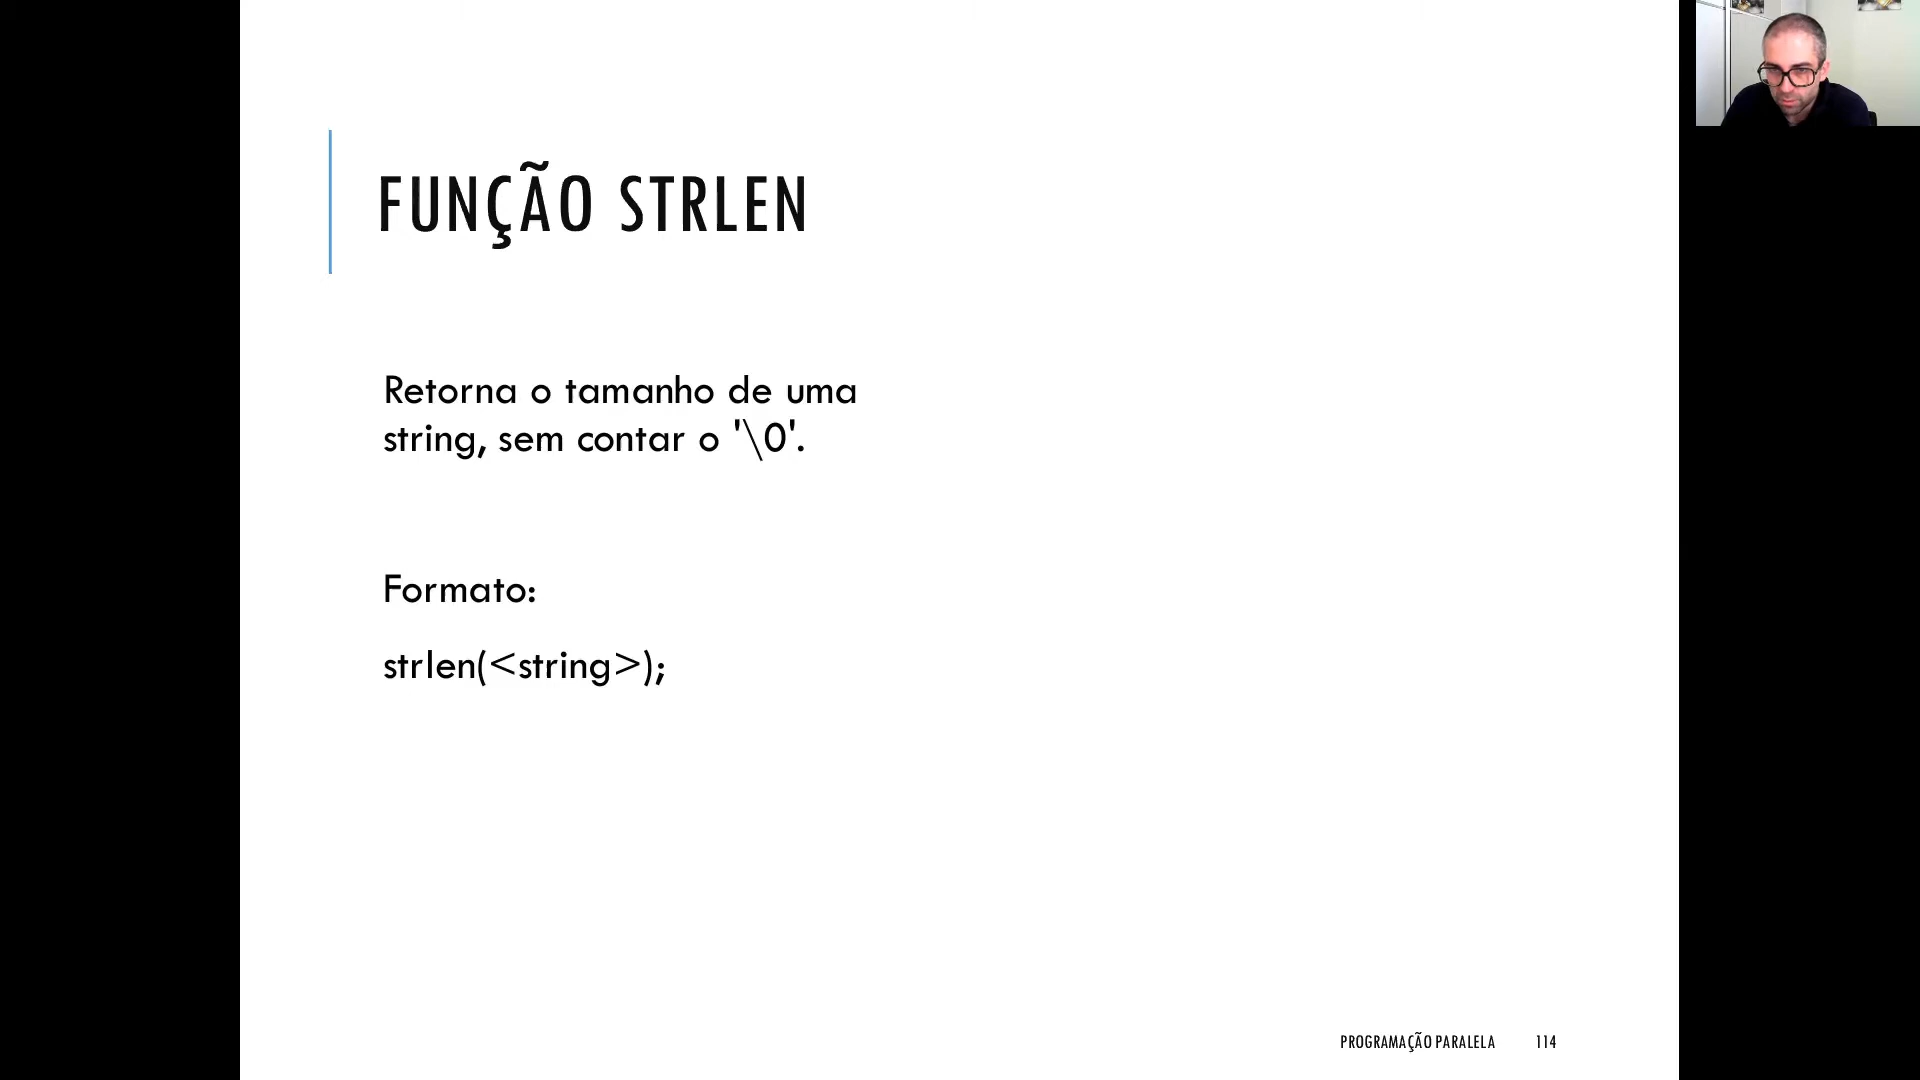 FUNÇÃO STRLEN
Retorna o tamanho de uma
string, sem contar o '\0'.
Formato:
strlen(<string>);
PROGRAMAÇÃO PARALELA 114